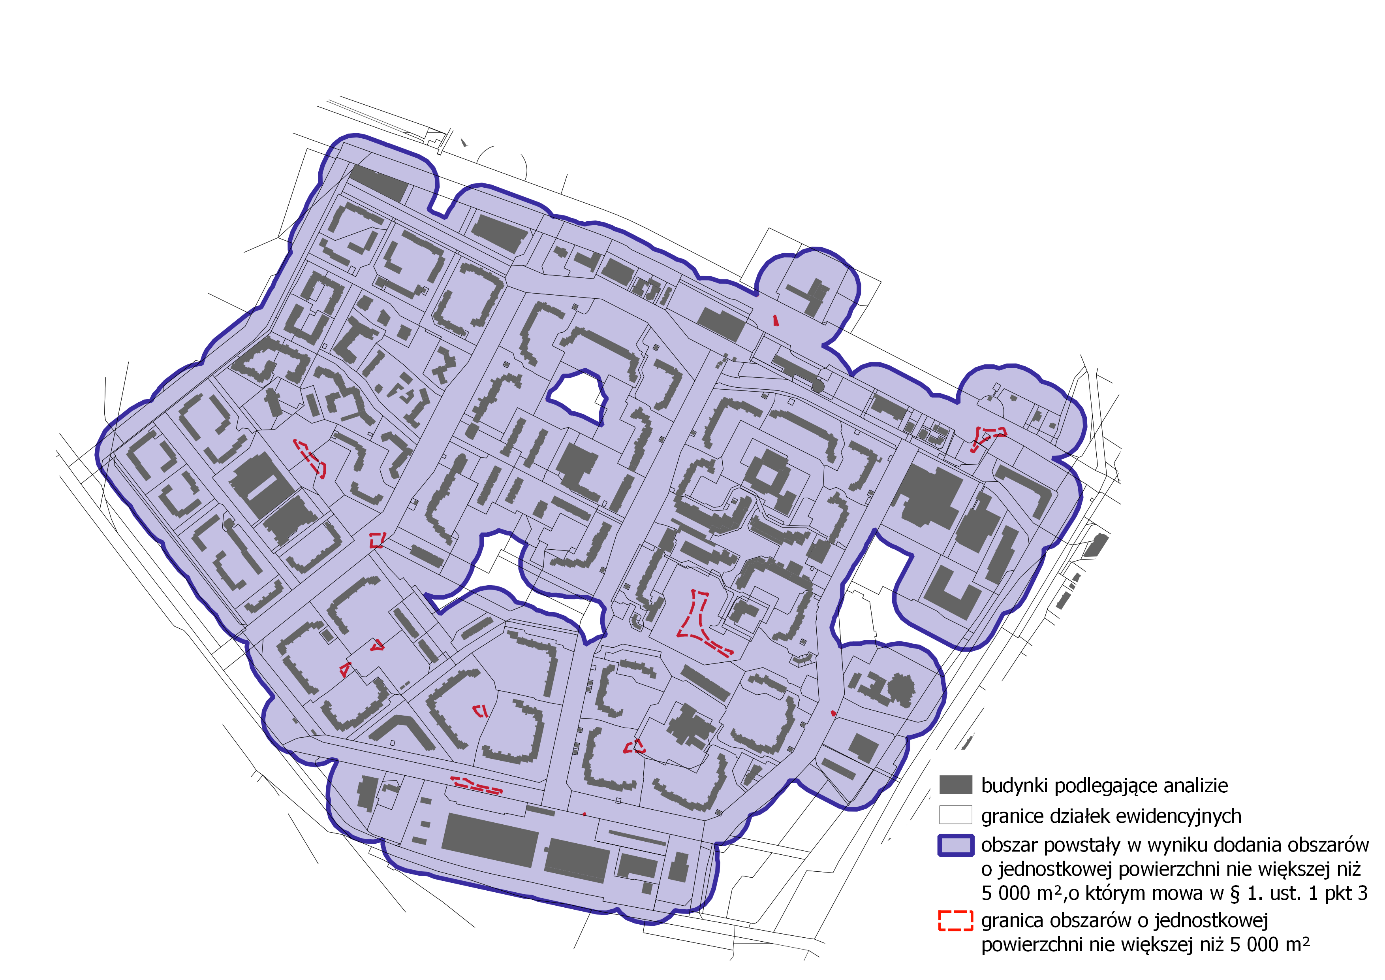 budynki podlegające analizie
granice działek ewidencyjnych
obszar powstały w wyniku dodania obszarów
o jednostkowej powierzchni nie większej niż
5 000 m²,o którym mowa w § 1. ust. 1 pkt 3
granica obszarów o jednostkowej
powierzchni nie większej niż 5 000 m²